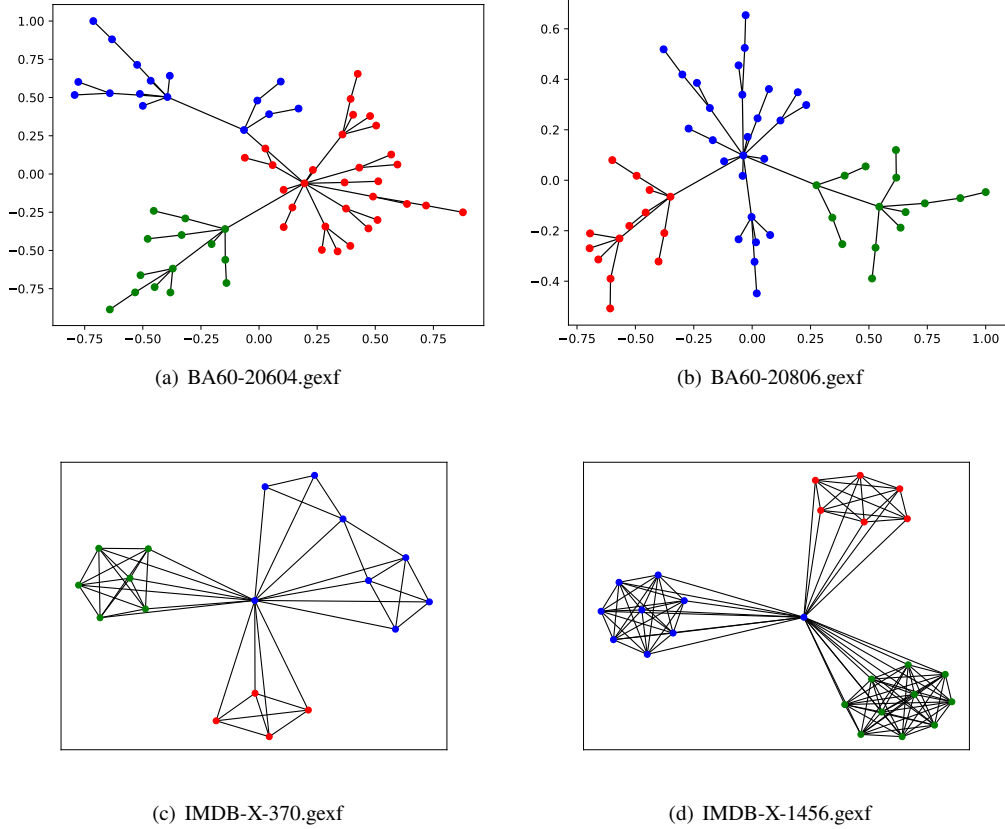 1.00
0.75
0.50
0.25
0.00
−0.25
−0.50
−0.75
−0.75 −0.50 −0.25 0.00 0.25 0.50 0.75
(a) BA60-20604.gexf
0.6
0.4
0.2
0.0
−0.2
−0.4
−0.75 −0.50 −0.25 0.00 0.25 0.50 0.75 1.00
(b) BA60-20806.gexf
(c) IMDB-X-370.gexf
(d) IMDB-X-1456.gexf